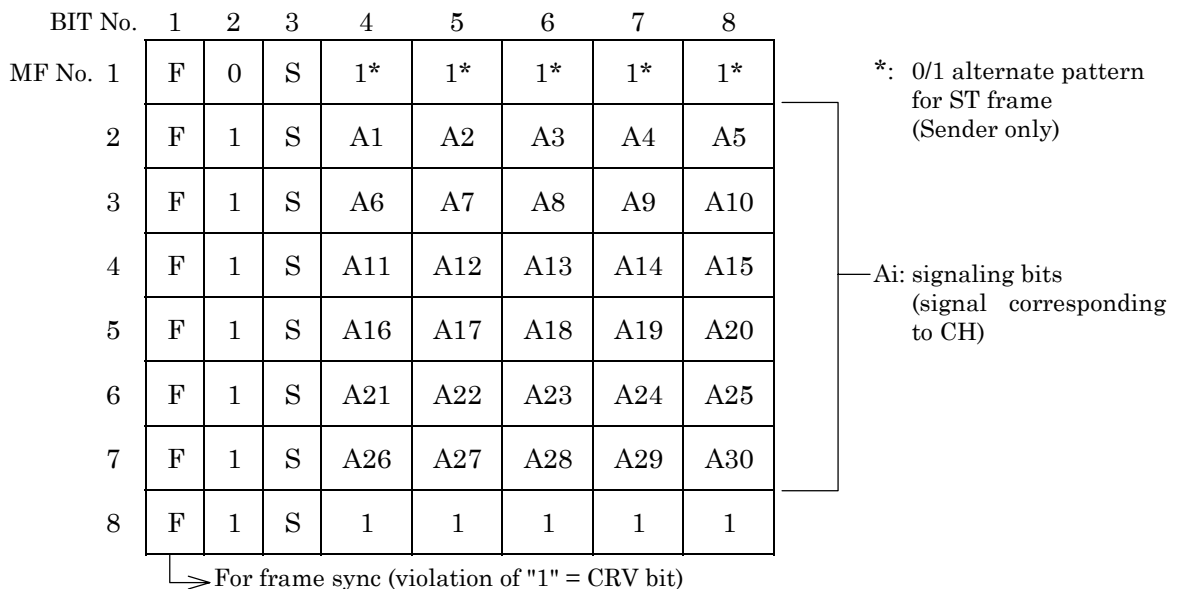 BIT No. 1 2 3 4 5 6 7 8
MF No. 1 F 0 S 1* 1* 1* 1* 1*
2 F 1 S A1 A2 A3 A4 A5
3 F 1 S A6 A7 A8 A9 A10
4 F 1 S A11 A12 A13 A14 A15
5 F 1 S A16 A17 A18 A19 A20
6 F 1 S A21 A22 A23 A24 A25
7 F 1 S A26 A27 A28 A29 A30
8 F 1 S 1 1 1 1 1
*: 0/1 alternate pattern
for ST frame
(Sender only)
Ai: signaling bits
(signal corresponding
to CH)
For frame sync (violation of "1" = CRV bit)